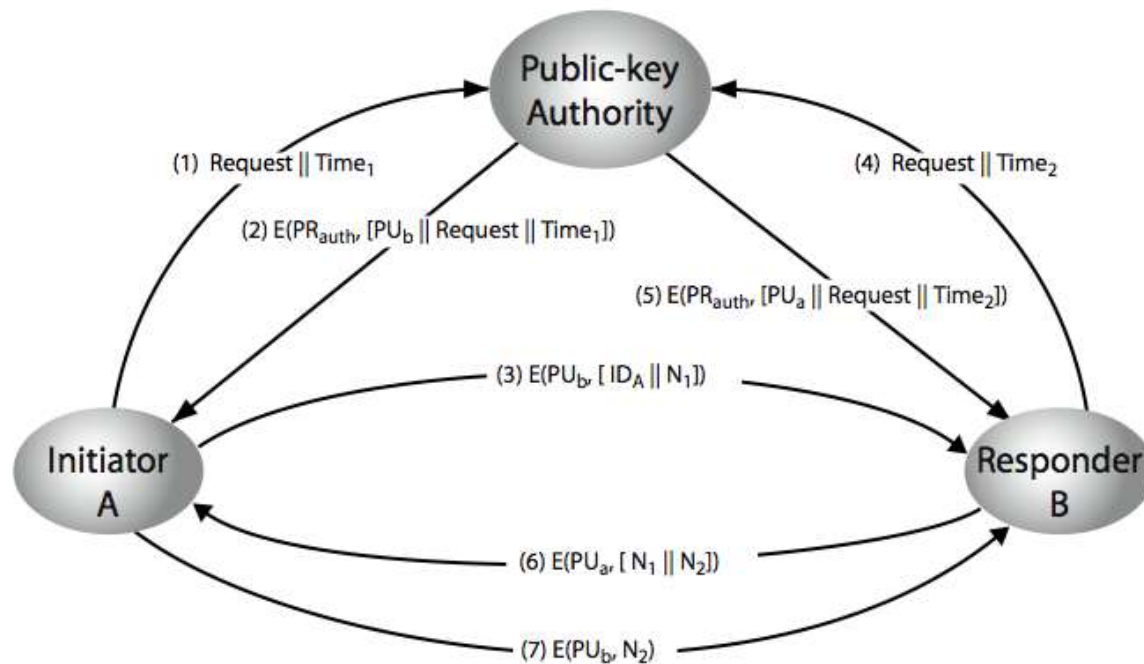 Public-key
Authority
(1) Request || Time₁
(4) Request || Time₂
(2) E(PRauth, [PUb || Request || Time₁])
(5) E(PRauth, [PUa || Request || Time₂])
(3) E(PUb, [ IDA || N₁])
Initiator
A
Responder
B
(6) E(PUa, [ N₁ || N₂])
(7) E(PUb, N₂)